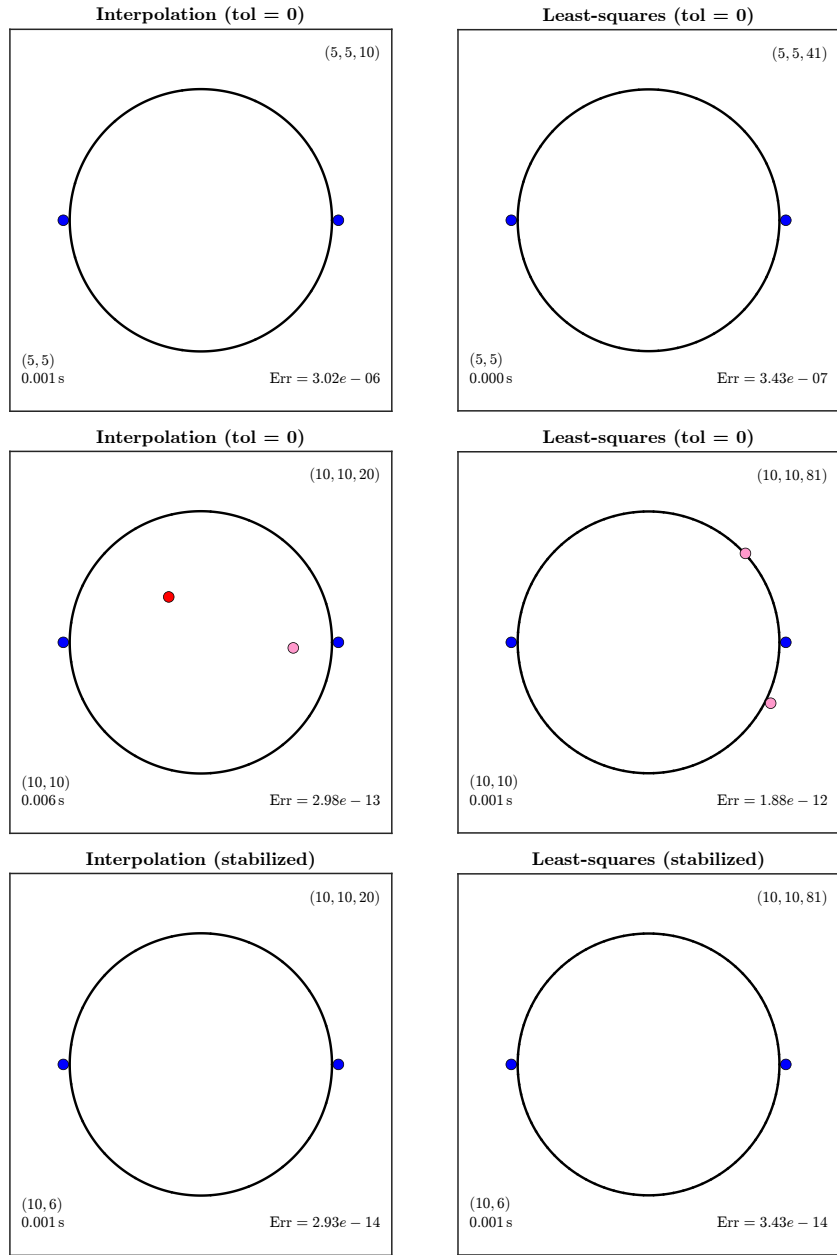 Interpolation (tol = 0)
(5, 5, 10)
(5, 5)
0.001 s
Err = 3.02e − 06
Least-squares (tol = 0)
(5, 5, 41)
(5, 5)
0.000 s
Err = 3.43e − 07
Interpolation (tol = 0)
(10, 10, 20)
(10, 10)
0.006 s
Err = 2.98e − 13
Least-squares (tol = 0)
(10, 10, 81)
(10, 10)
0.001 s
Err = 1.88e − 12
Interpolation (stabilized)
(10, 10, 20)
(10, 6)
0.001 s
Err = 2.93e − 14
Least-squares (stabilized)
(10, 10, 81)
(10, 6)
0.001 s
Err = 3.43e − 14